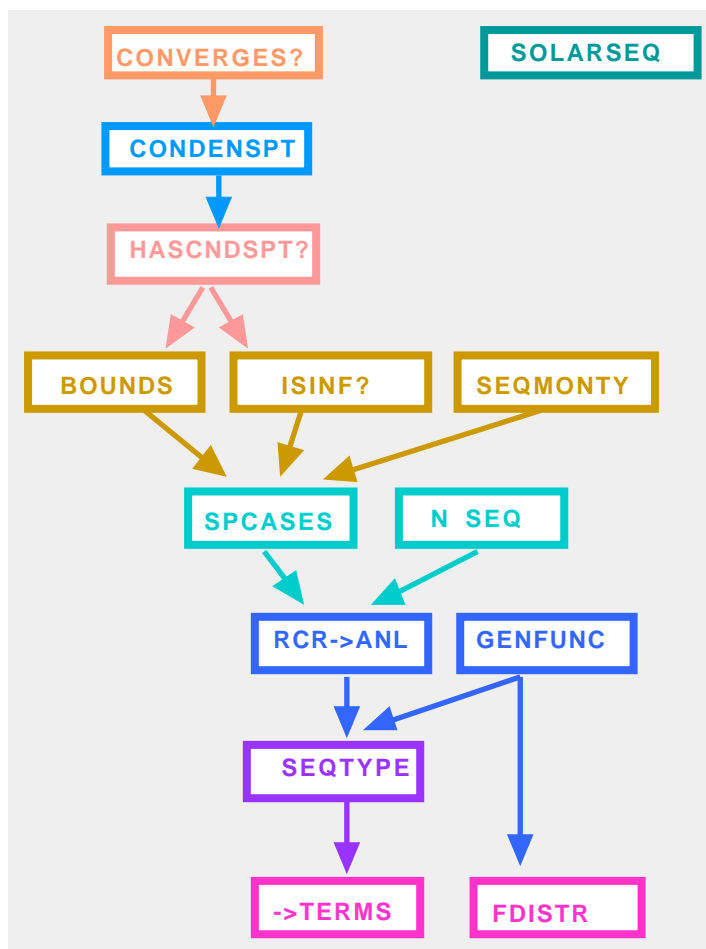 CONVERGES?
SOLARSEQ
CONDENSPT
HASCNDSPT?
BOUNDS
ISINF?
SEQMONTY
SPCASES
N SEQ
RCR->ANL
GENFUNC
SEQTYPE
->TERMS
FDISTR